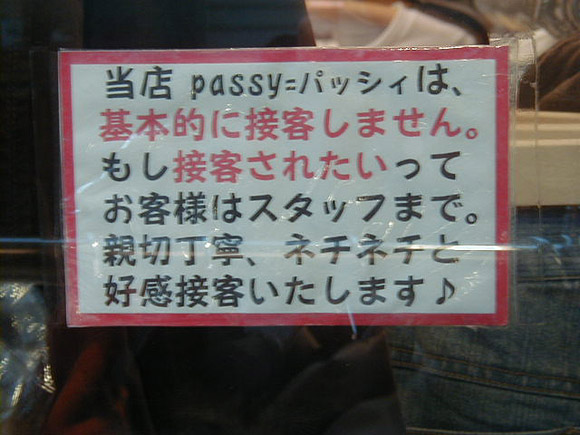 当店 passy=パッシィは、
基本的に接客しません。
もし接客されたいって
お客様はスタッフまで。
親切丁寧、ネチネチと
好感接客いたします♪